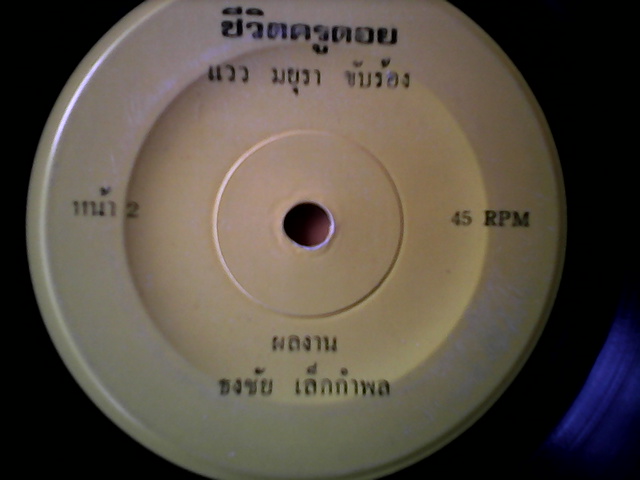 ชีวิตครูดอย
แวว มยุรา ขับร้อง
หน้า 2
45 RPM
ผลงาน
ธงชัย เล็กกำพล